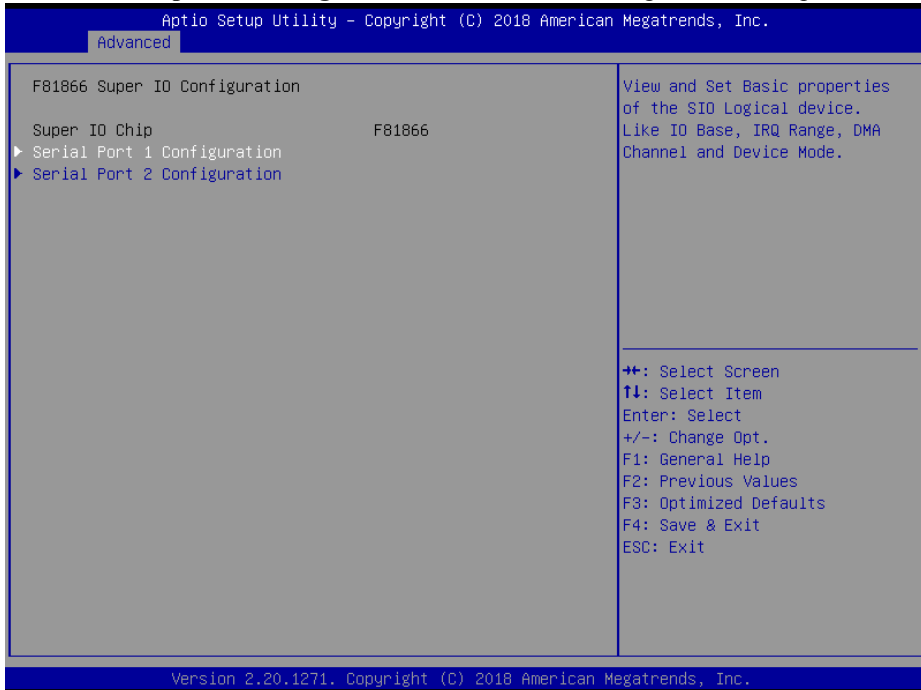 Aptio Setup Utility – Copyright (C) 2018 American Megatrends, Inc.
Advanced
F81866 Super IO Configuration
Super IO Chip F81866
▶ Serial Port 1 Configuration
▶ Serial Port 2 Configuration
View and Set Basic properties
of the SIO Logical device.
Like IO Base, IRQ Range, DMA
Channel and Device Mode.
→←: Select Screen
↑↓: Select Item
Enter: Select
+/-: Change Opt.
F1: General Help
F2: Previous Values
F3: Optimized Defaults
F4: Save & Exit
ESC: Exit
Version 2.20.1271. Copyright (C) 2018 American Megatrends, Inc.